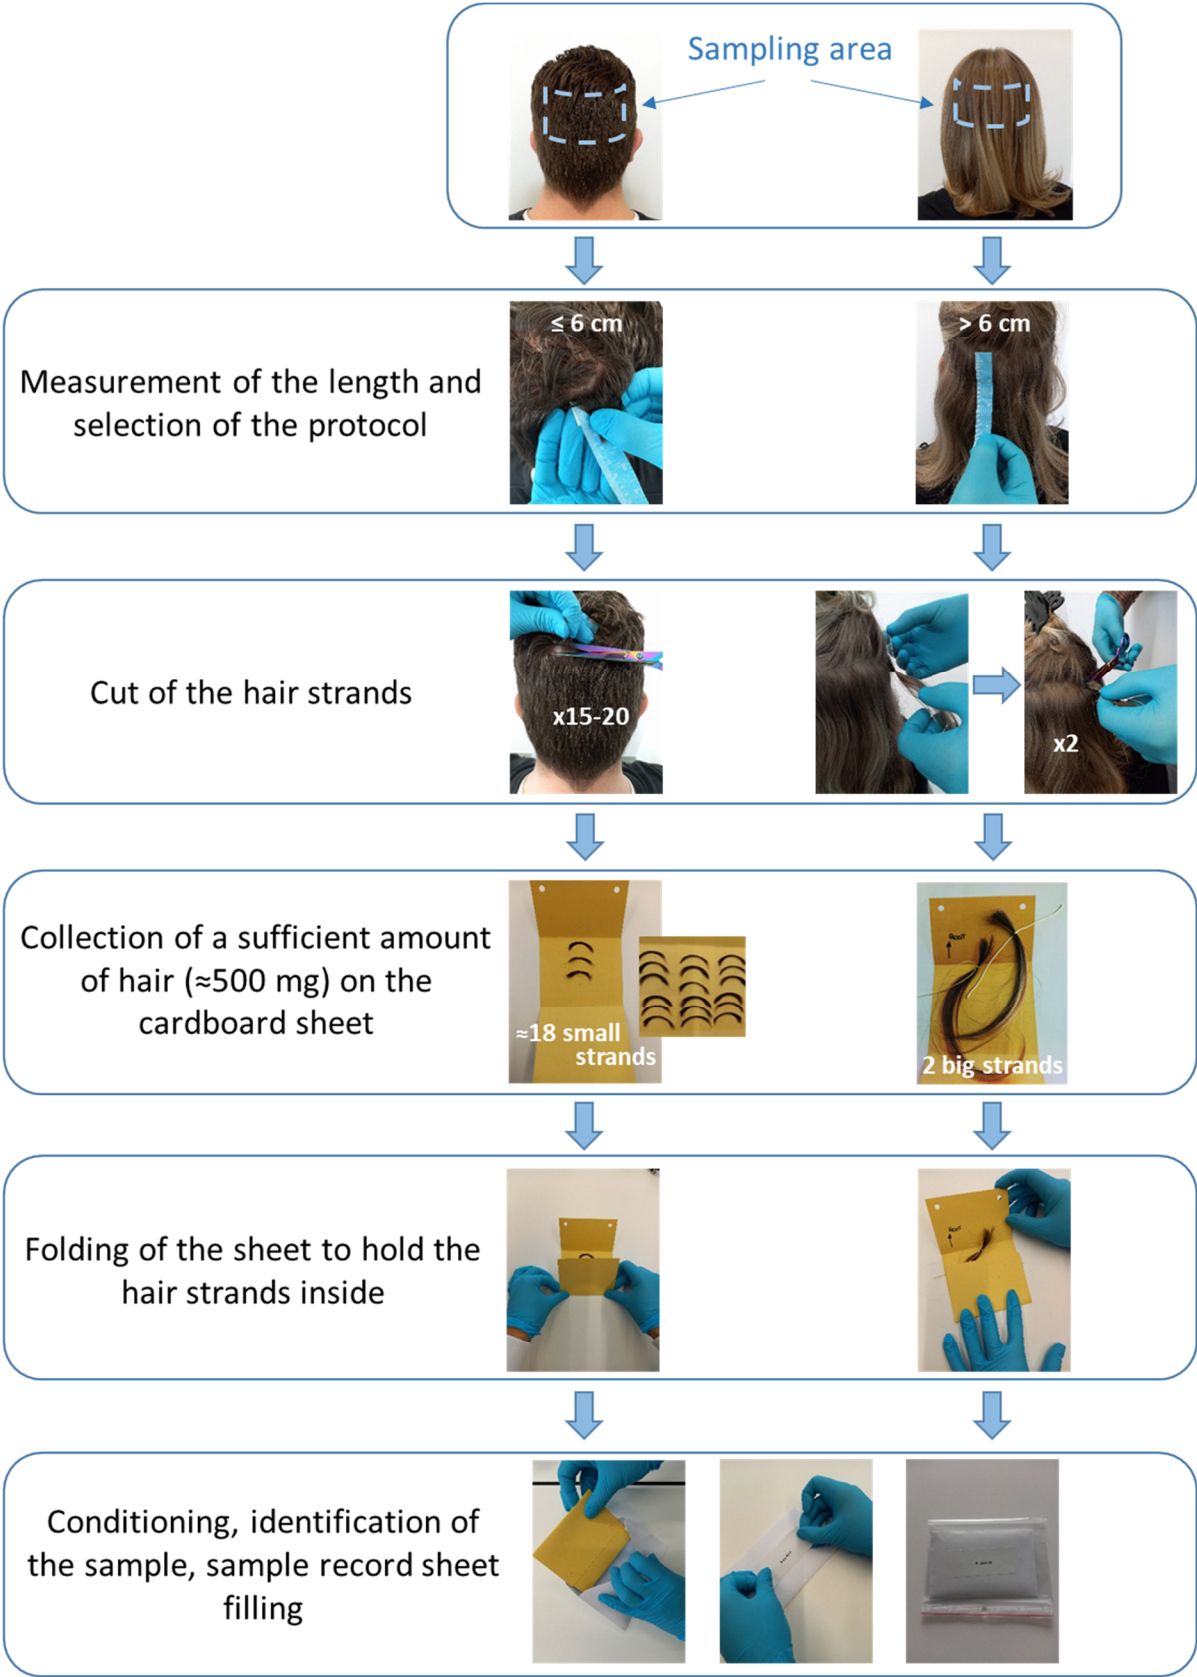 Sampling area
≤ 6 cm
> 6 cm
Measurement of the length and
selection of the protocol
Cut of the hair strands
x15-20
x2
Collection of a sufficient amount
of hair (≈500 mg) on the
cardboard sheet
≈18 small
strands
ROOT
2 big strands
Folding of the sheet to hold the
hair strands inside
ROOT
Conditioning, identification of
the sample, sample record sheet
filling